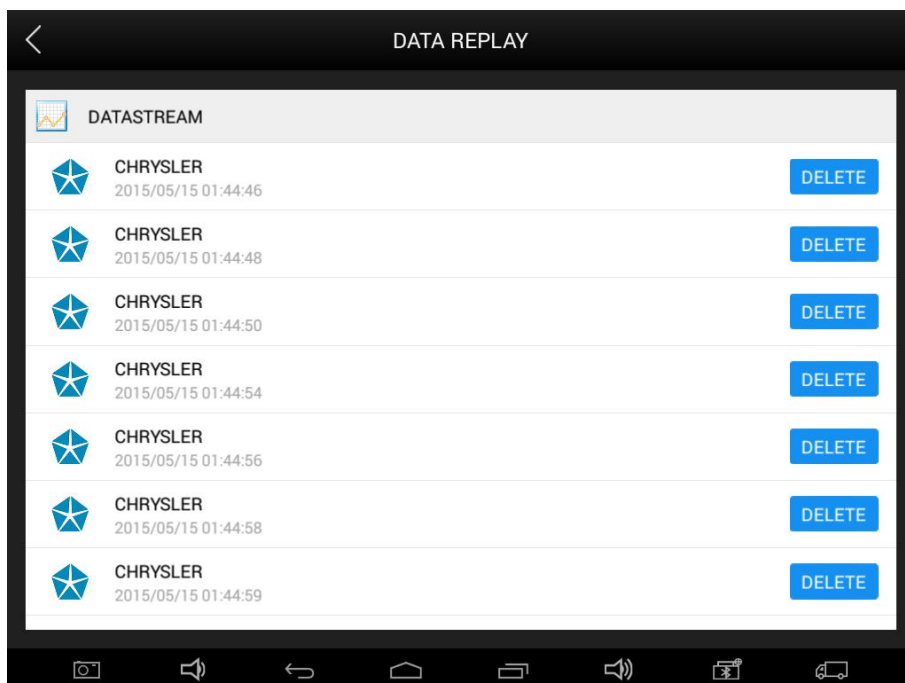 DATA REPLAY
DATASTREAM
CHRYSLER
2015/05/15 01:44:46
DELETE
CHRYSLER
2015/05/15 01:44:48
DELETE
CHRYSLER
2015/05/15 01:44:50
DELETE
CHRYSLER
2015/05/15 01:44:54
DELETE
CHRYSLER
2015/05/15 01:44:56
DELETE
CHRYSLER
2015/05/15 01:44:58
DELETE
CHRYSLER
2015/05/15 01:44:59
DELETE